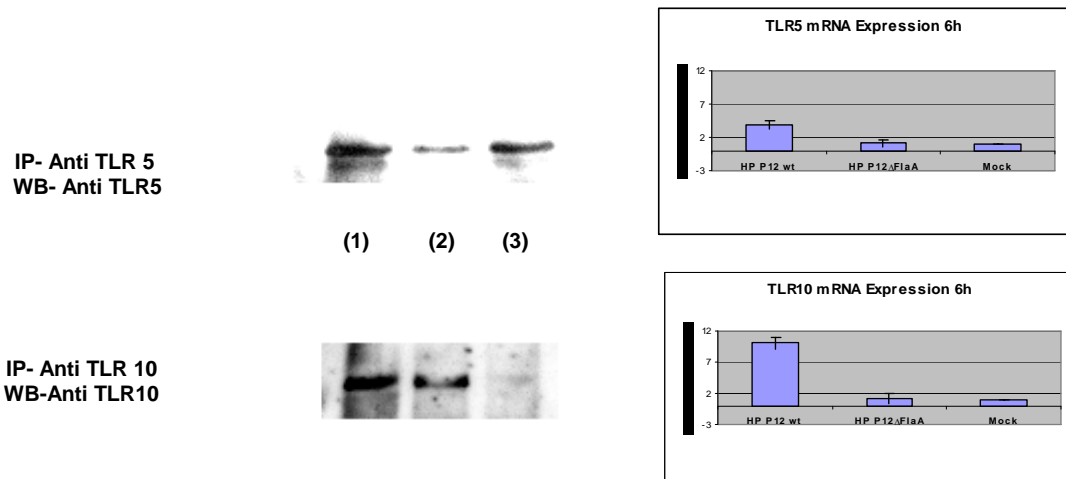 IP- Anti TLR 5
WB- Anti TLR5
(1) (2) (3)
IP- Anti TLR 10
WB-Anti TLR10
TLR5 mRNA Expression 6h
12
7
2
-3
HP P12 wt HP P12ΔFlaA Mock
TLR10 mRNA Expression 6h
12
7
2
-3
HP P12 wt HP P12ΔFlaA Mock